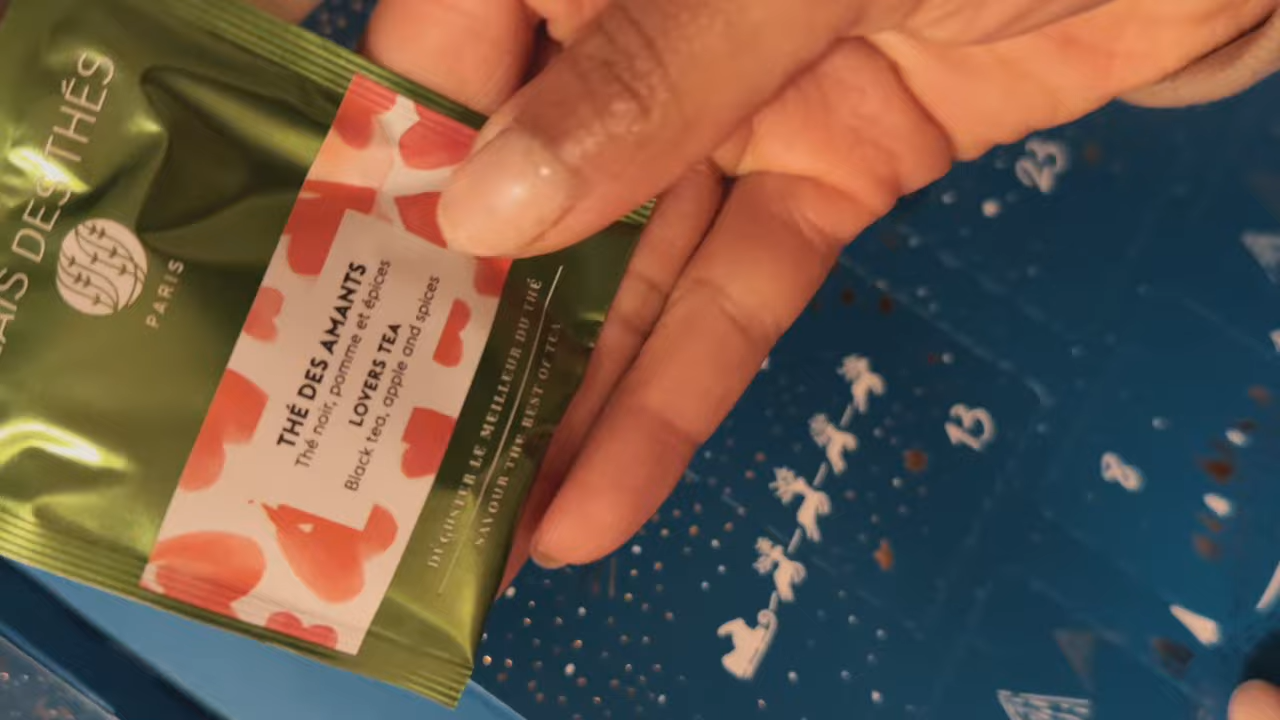 AIS DES THÉS
PARIS
THÉ DES AMANTS
Thé noir, pomme et épices
LOVERS TEA
Black tea, apple and spices
DÉGUSTER LE MEILLEUR DU THÉ
SAVOUR THE BEST OF TEA
23
13
8